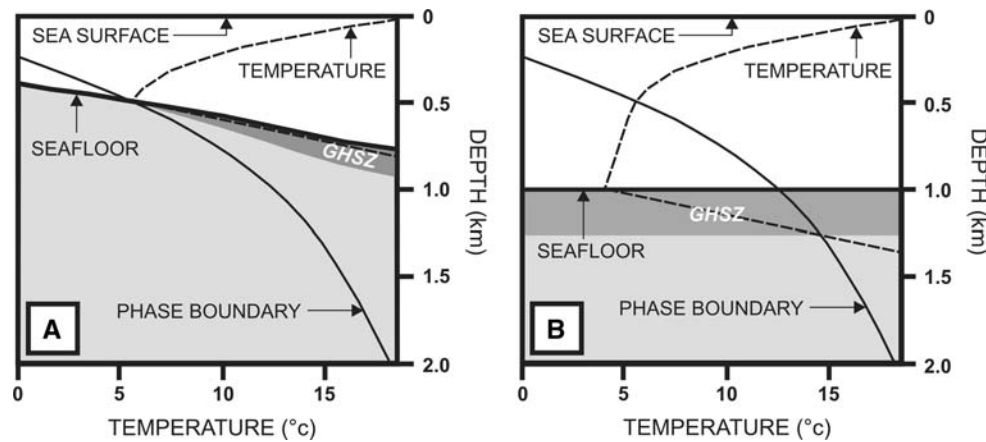 SEA SURFACE
TEMPERATURE
SEAFLOOR
GHSZ
PHASE BOUNDARY
A
0
0.5
1.0
1.5
2.0
DEPTH (km)
0
5
10
15
TEMPERATURE (°c)
SEA SURFACE
TEMPERATURE
GHSZ
SEAFLOOR
PHASE BOUNDARY
B
0
0.5
1.0
1.5
2.0
DEPTH (km)
0
5
10
15
TEMPERATURE (°c)